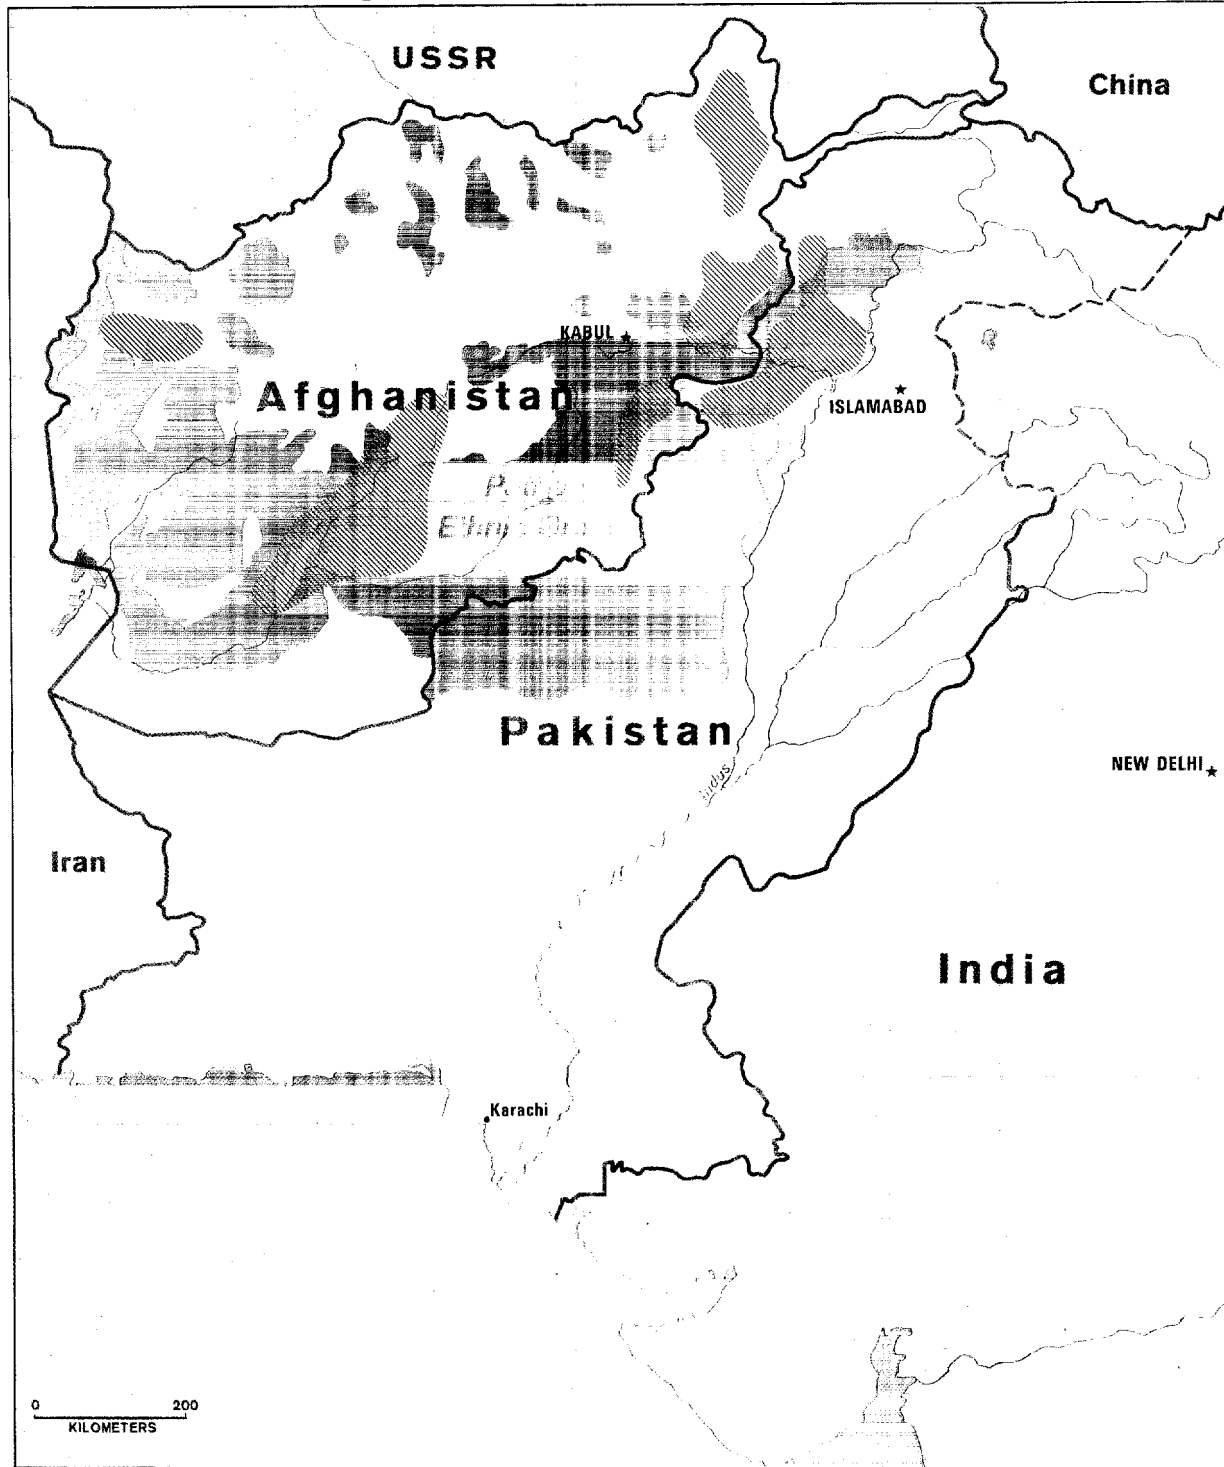 USSR
China
KABUL
Afghanistan
ISLAMABAD
Pakistan
Indus
NEW DELHI
Iran
India
Karachi
0 200
KILOMETERS